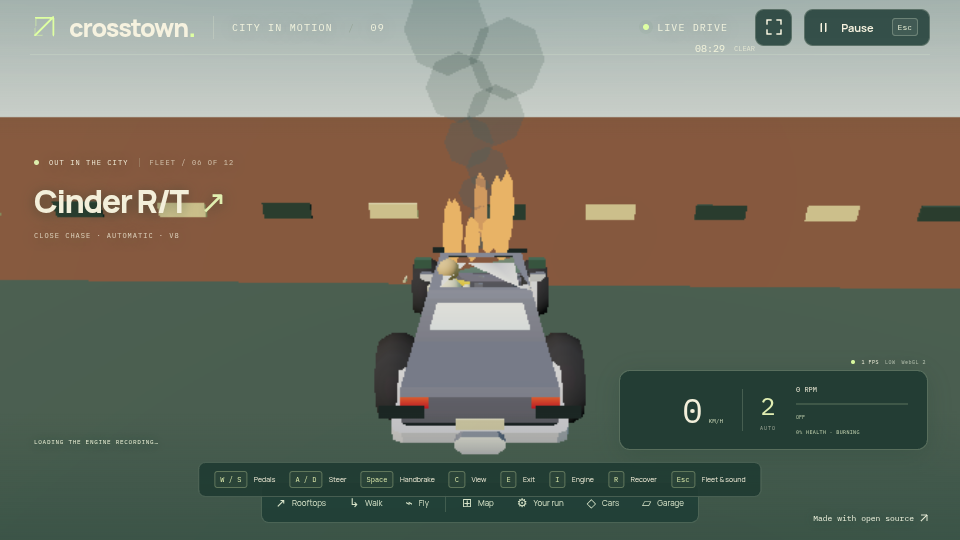 crosstown.
CITY IN MOTION / 09
LIVE DRIVE
Pause Esc
08:29 CLEAR
OUT IN THE CITY FLEET / 06 OF 12
Cinder R/T ↗
CLOSE CHASE · AUTOMATIC · V8
1 FPS LOW WebGL 2
0 KM/H
2 AUTO
0 RPM
OFF
0% HEALTH · BURNING
LOADING THE ENGINE RECORDING…
W / S Pedals A / D Steer Space Handbrake C View E Exit I Engine R Recover Esc Fleet & sound
↗ Rooftops ↳ Walk Fly Map Your run Cars Garage
Made with open source ↗